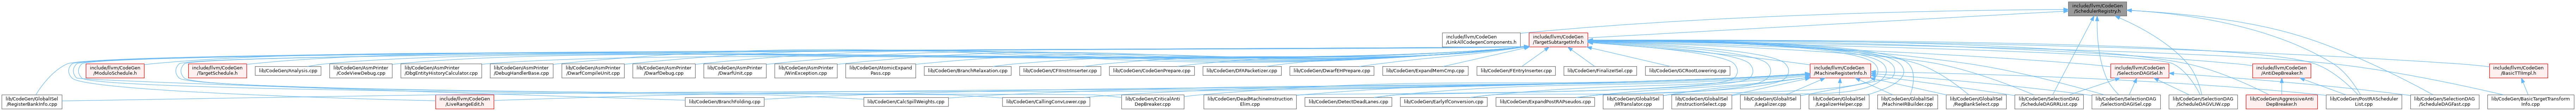 include/llvm/CodeGen
/SchedulerRegistry.h
include/llvm/CodeGen
/LinkAllCodegenComponents.h
include/llvm/CodeGen
/TargetSubtargetInfo.h
include/llvm/CodeGen
/ModuloSchedule.h
include/llvm/CodeGen
/TargetSchedule.h
lib/CodeGen/Analysis.cpp
lib/CodeGen/AsmPrinter
/CodeViewDebug.cpp
lib/CodeGen/AsmPrinter
/DbgEntityHistoryCalculator.cpp
lib/CodeGen/AsmPrinter
/DebugHandlerBase.cpp
lib/CodeGen/AsmPrinter
/DwarfCompileUnit.cpp
lib/CodeGen/AsmPrinter
/DwarfDebug.cpp
lib/CodeGen/AsmPrinter
/DwarfUnit.cpp
lib/CodeGen/AsmPrinter
/WinException.cpp
lib/CodeGen/AtomicExpand
Pass.cpp
lib/CodeGen/BranchRelaxation.cpp
lib/CodeGen/CFIInstrInserter.cpp
lib/CodeGen/CodeGenPrepare.cpp
lib/CodeGen/DFAPacketizer.cpp
lib/CodeGen/DwarfEHPrepare.cpp
lib/CodeGen/ExpandMemCmp.cpp
lib/CodeGen/FEntryInserter.cpp
lib/CodeGen/FinalizeISel.cpp
lib/CodeGen/GCRootLowering.cpp
include/llvm/CodeGen
/MachineRegisterInfo.h
include/llvm/CodeGen
/SelectionDAGISel.h
include/llvm/CodeGen
/AntiDepBreaker.h
include/llvm/CodeGen
/BasicTTIImpl.h
lib/CodeGen/GlobalISel
/RegisterBankInfo.cpp
include/llvm/CodeGen
/LiveRangeEdit.h
lib/CodeGen/BranchFolding.cpp
lib/CodeGen/CalcSpillWeights.cpp
lib/CodeGen/CallingConvLower.cpp
lib/CodeGen/CriticalAnti
DepBreaker.cpp
lib/CodeGen/DeadMachineInstruction
Elim.cpp
lib/CodeGen/DetectDeadLanes.cpp
lib/CodeGen/EarlyIfConversion.cpp
lib/CodeGen/ExpandPostRAPseudos.cpp
lib/CodeGen/GlobalISel
/IRTranslator.cpp
lib/CodeGen/GlobalISel
/InstructionSelect.cpp
lib/CodeGen/GlobalISel
/Legalizer.cpp
lib/CodeGen/GlobalISel
/LegalizerHelper.cpp
lib/CodeGen/GlobalISel
/MachineIRBuilder.cpp
lib/CodeGen/GlobalISel
/RegBankSelect.cpp
lib/CodeGen/SelectionDAG
/ScheduleDAGRRList.cpp
lib/CodeGen/SelectionDAG
/SelectionDAGISel.cpp
lib/CodeGen/SelectionDAG
/ScheduleDAGVLIW.cpp
lib/CodeGen/AggressiveAnti
DepBreaker.h
lib/CodeGen/PostRAScheduler
List.cpp
lib/CodeGen/SelectionDAG
/ScheduleDAGFast.cpp
lib/CodeGen/BasicTargetTransform
Info.cpp